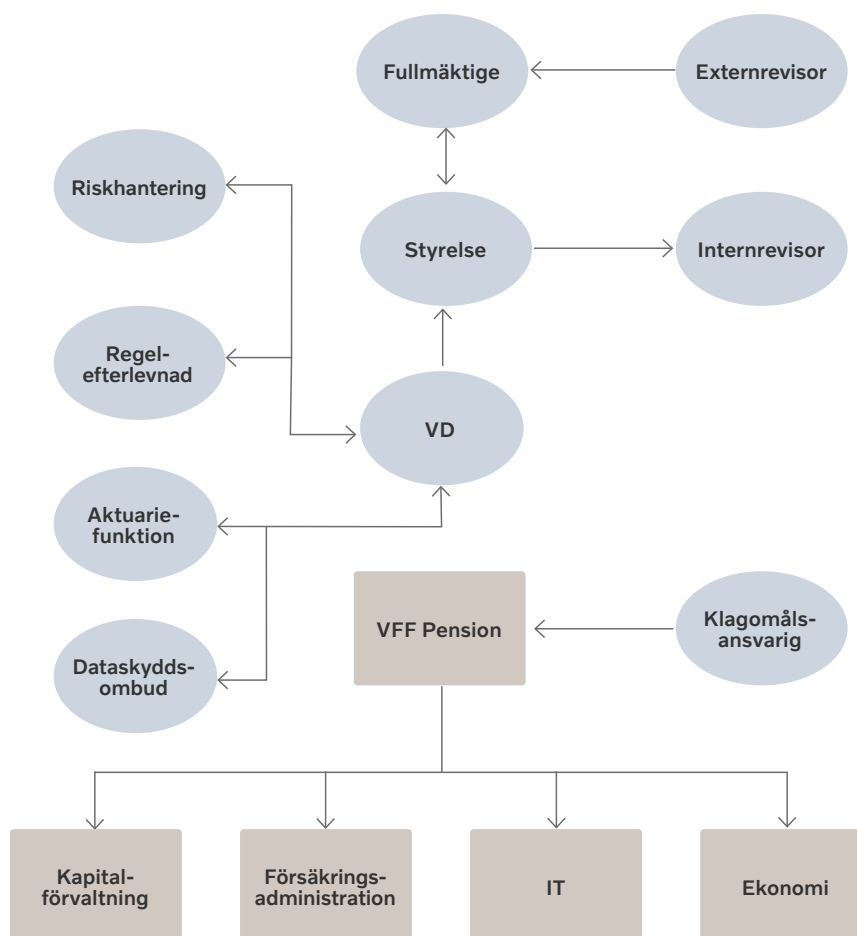 Fullmäktige
Externrevisor
Riskhantering
Styrelse
Internrevisor
Regel-
efterlevnad
VD
Aktuarie-
funktion
VFF Pension
Klagomåls-
ansvarig
Dataskydds-
ombud
Kapital-
förvaltning
Försäkrings-
administration
IT
Ekonomi